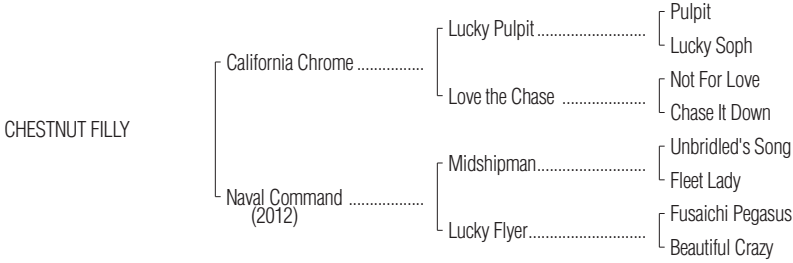 Pulpit
Lucky Pulpit ..........................
Lucky Soph
California Chrome ................
Not For Love
Love the Chase ....................
Chase It Down
CHESTNUT FILLY
Unbridled's Song
Midshipman..........................
Fleet Lady
Naval Command ..................
(2012)
Fusaichi Pegasus
Lucky Flyer............................
Beautiful Crazy